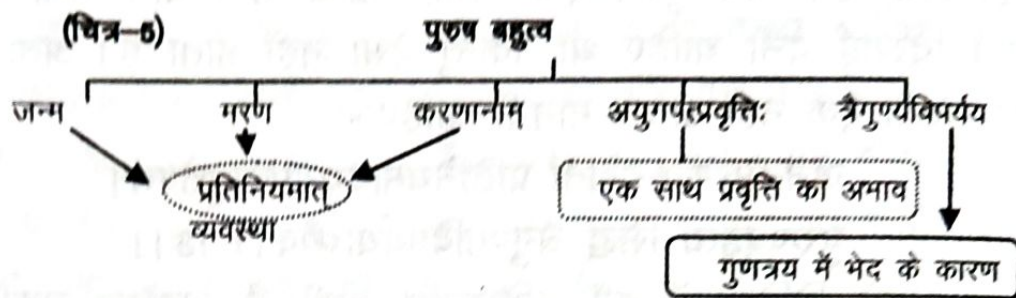 (चित्र–5) पुरुष बहुत्व
जन्म मरण करणानाम् अयुगपत्प्रवृत्तिः त्रैगुण्यविपर्यय
प्रतिनियमात् एक साथ प्रवृत्ति का अभाव
व्यवस्था
गुणत्रय में भेद के कारण